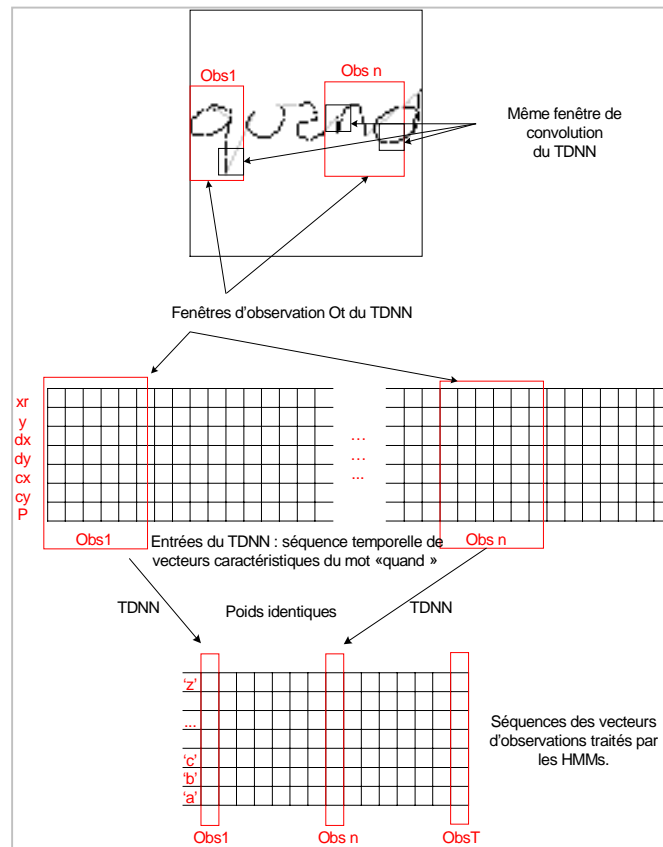 Obs1
Obs n
quand
Même fenêtre de
convolution
du TDNN
Fenêtres d'observation Ot du TDNN
xr
y
dx
dy
cx
cy
P
...
...
...
Obs1
Entrées du TDNN : séquence temporelle de
vecteurs caractéristiques du mot «quand »
Obs n
TDNN
Poids identiques
TDNN
'z'
...
'c'
'b'
'a'
Séquences des vecteurs
d'observations traités par
les HMMs.
Obs1
Obs n
ObsT